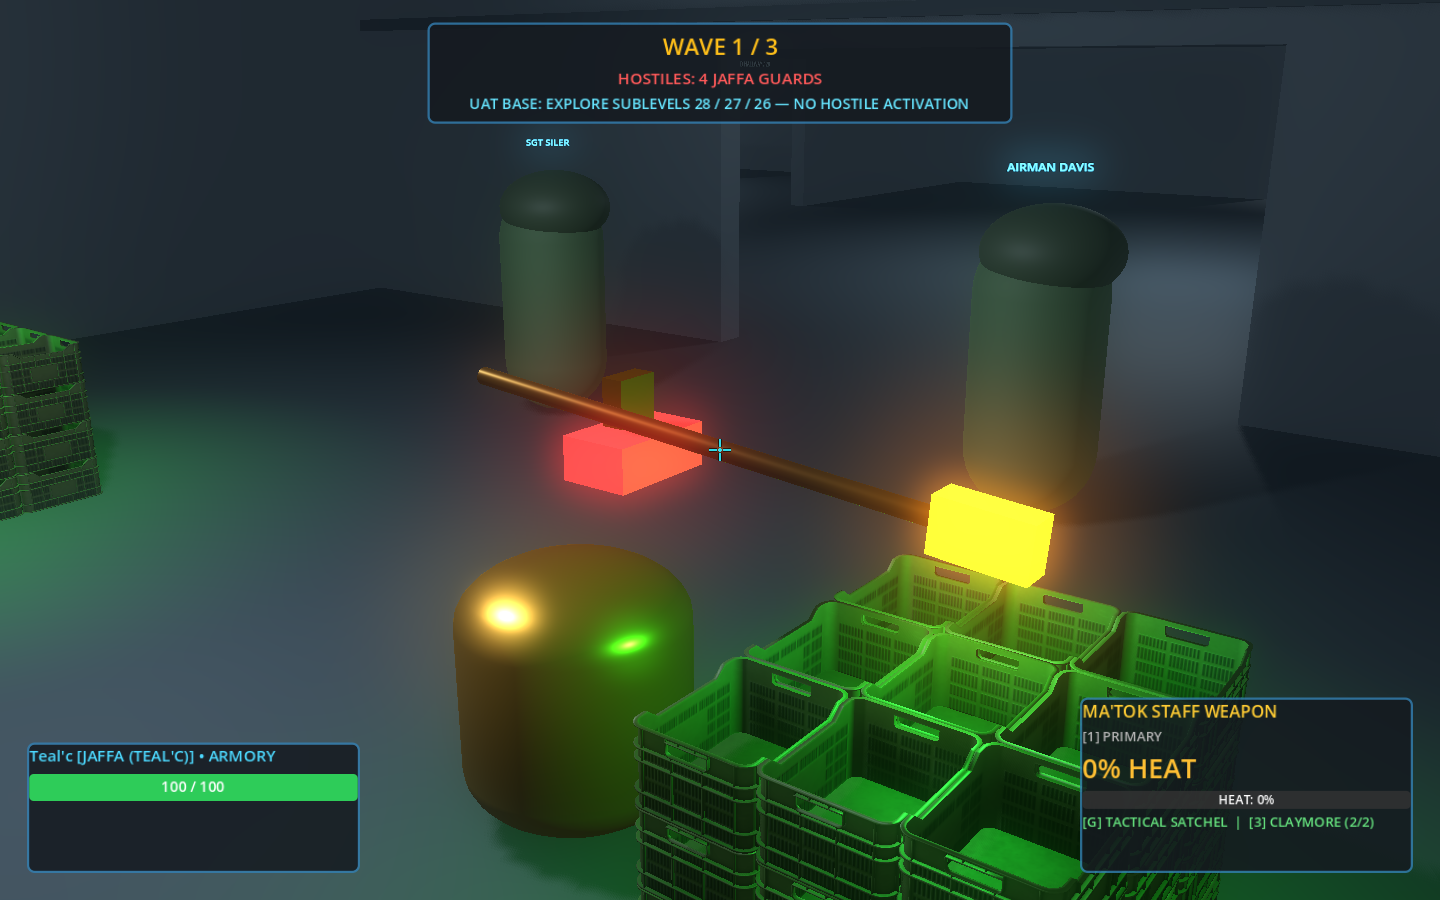 WAVE 1 / 3
HOSTILES: 4 JAFFA GUARDS
UAT BASE: EXPLORE SUBLEVELS 28 / 27 / 26 — NO HOSTILE ACTIVATION
SGT SILER
AIRMAN DAVIS
Teal'c [JAFFA (TEAL'C)] • ARMORY
100 / 100
MA'TOK STAFF WEAPON
[1] PRIMARY
0% HEAT
HEAT: 0%
[G] TACTICAL SATCHEL | [3] CLAYMORE (2/2)